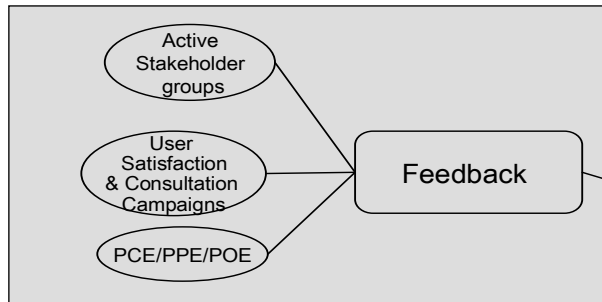 Active
Stakeholder
groups
User
Satisfaction
& Consultation
Campaigns
Feedback
PCE/PPE/POE